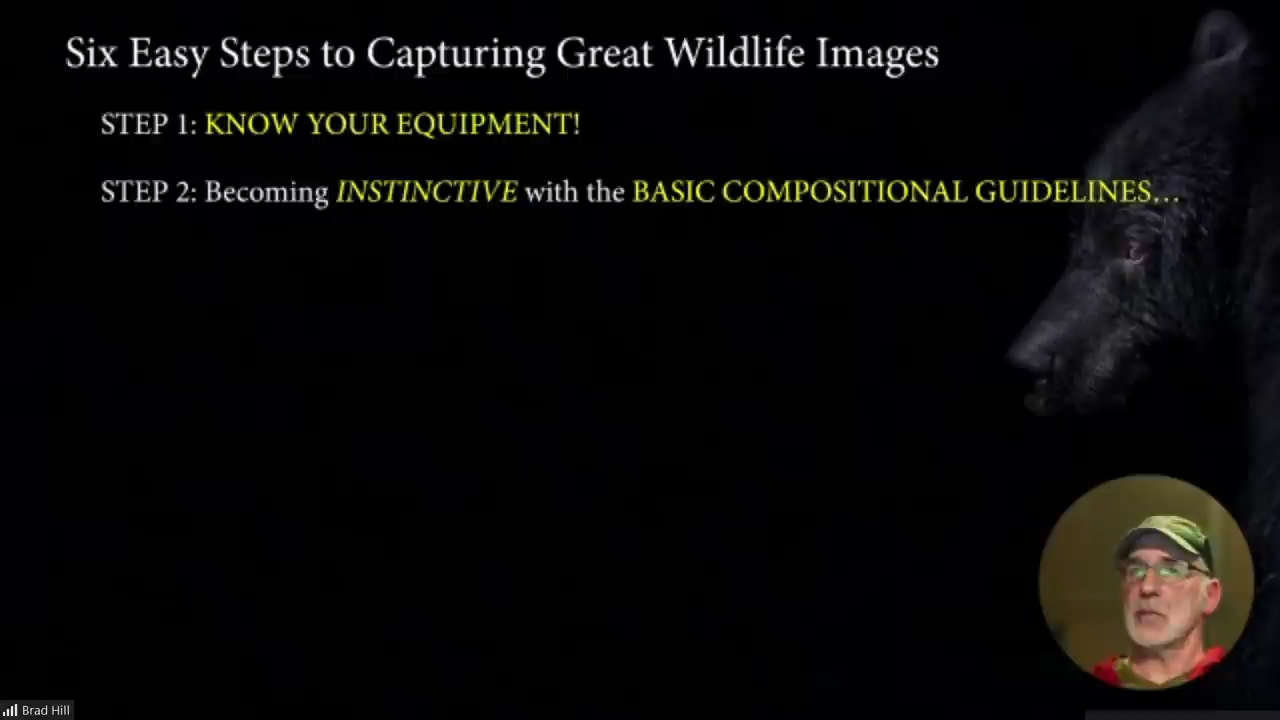 Six Easy Steps to Capturing Great Wildlife Images
STEP 1: KNOW YOUR EQUIPMENT!
STEP 2: Becoming INSTINCTIVE with the BASIC COMPOSITIONAL GUIDELINES…
Brad Hill